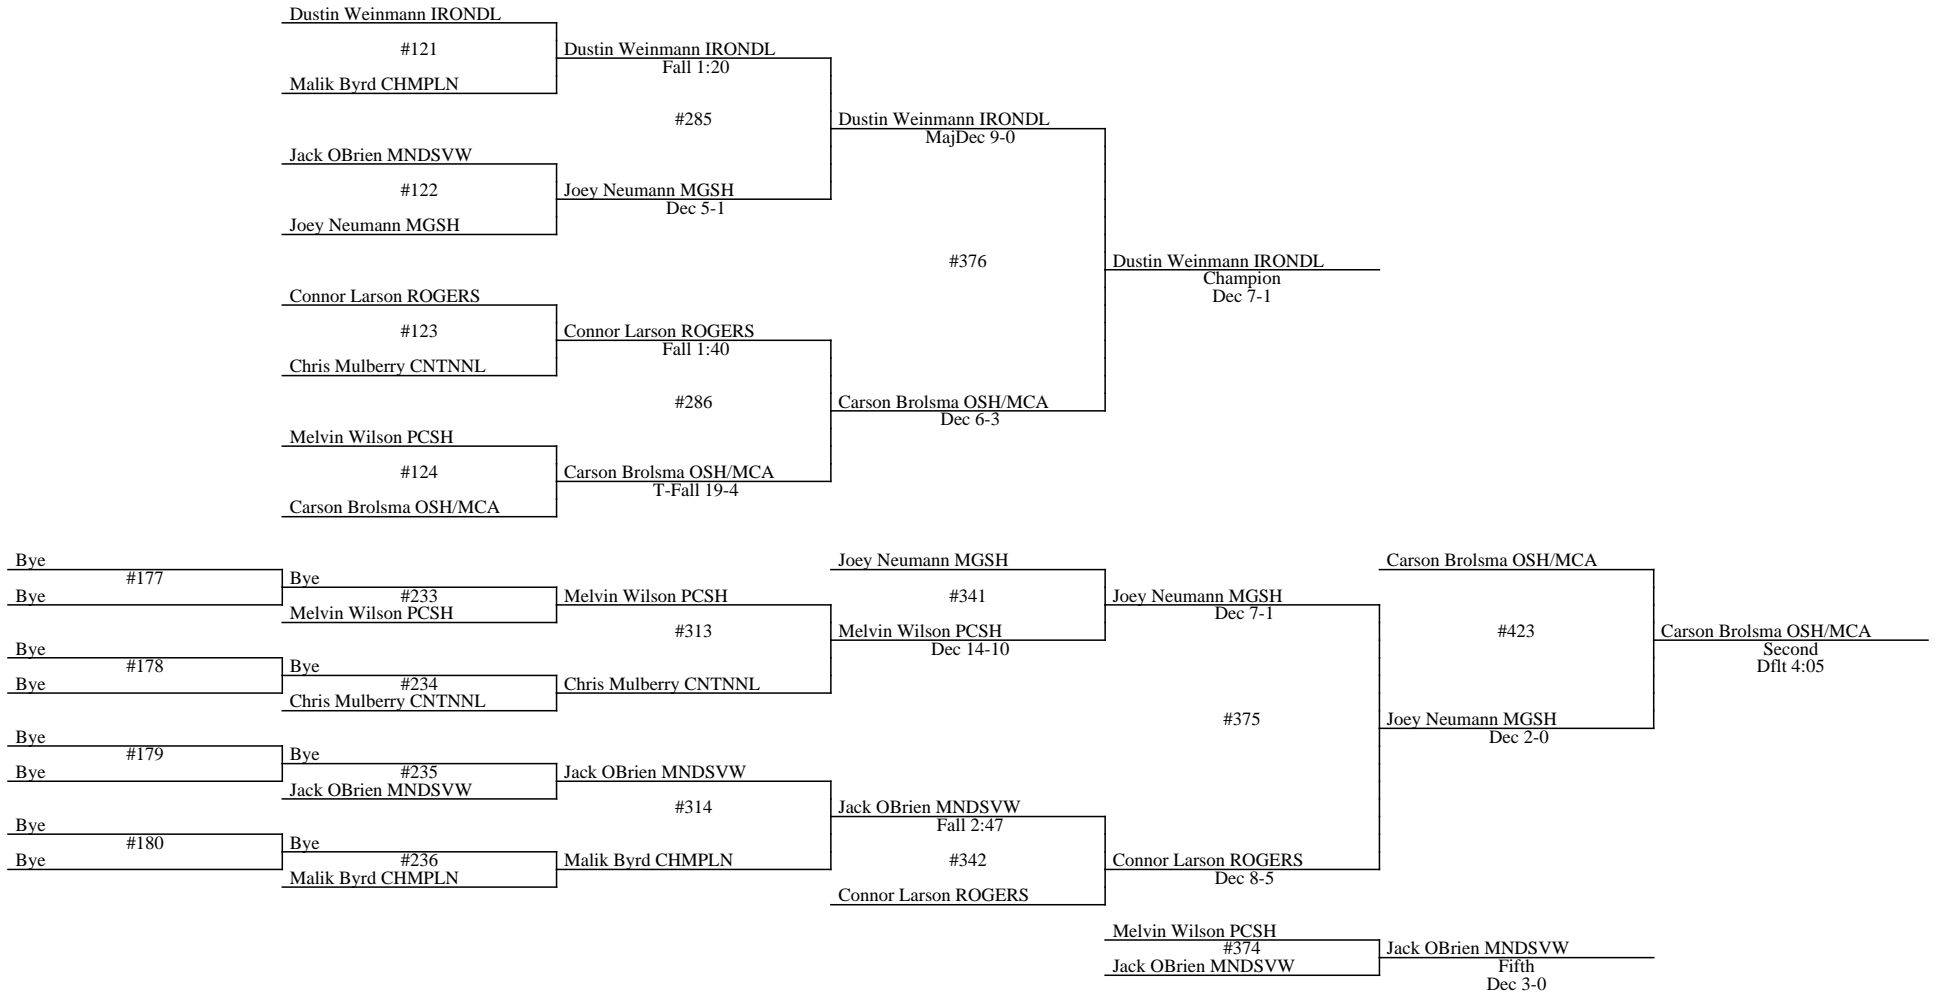 Dustin Weinmann IRONDL
#121
Malik Byrd CHMPLN
Dustin Weinmann IRONDL
Fall 1:20
#285
Jack OBrien MNDSVW
#122
Joey Neumann MGSH
Joey Neumann MGSH
Dec 5-1
Dustin Weinmann IRONDL
MajDec 9-0
#376
Dustin Weinmann IRONDL
Champion
Dec 7-1
Connor Larson ROGERS
#123
Chris Mulberry CNTNNL
Connor Larson ROGERS
Fall 1:40
#286
Melvin Wilson PCSH
#124
Carson Brolsma OSH/MCA
Carson Brolsma OSH/MCA
T-Fall 19-4
Carson Brolsma OSH/MCA
Dec 6-3
Bye
#177
Bye
Bye
#233
Melvin Wilson PCSH
Melvin Wilson PCSH
#313
Bye
#178
Bye
Bye
#234
Chris Mulberry CNTNNL
Chris Mulberry CNTNNL
Joey Neumann MGSH
#341
Melvin Wilson PCSH
Dec 14-10
Joey Neumann MGSH
Dec 7-1
#375
Bye
#179
Bye
Bye
#235
Jack OBrien MNDSVW
Jack OBrien MNDSVW
#314
Bye
#180
Bye
Bye
#236
Malik Byrd CHMPLN
Malik Byrd CHMPLN
Jack OBrien MNDSVW
Fall 2:47
#342
Connor Larson ROGERS
Connor Larson ROGERS
Dec 8-5
Carson Brolsma OSH/MCA
#423
Joey Neumann MGSH
Dec 2-0
Carson Brolsma OSH/MCA
Second
Dflt 4:05
Melvin Wilson PCSH
#374
Jack OBrien MNDSVW
Jack OBrien MNDSVW
Fifth
Dec 3-0